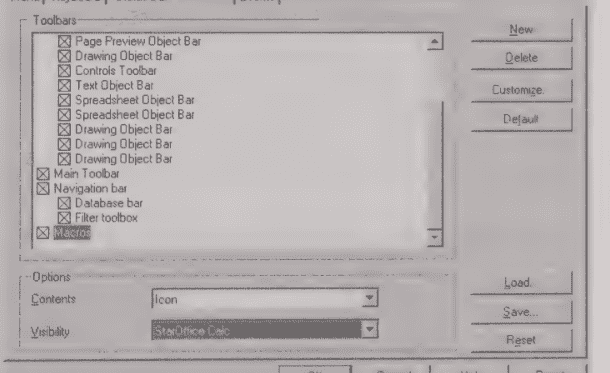 Toolbars
Page Preview Object Bar
Drawing Object Bar
Controls Toolbar
Text Object Bar
Spreadsheet Object Bar
Spreadsheet Object Bar
Drawing Object Bar
Drawing Object Bar
Drawing Object Bar
Main Toolbar
Navigation bar
Database bar
Filter toolbox
Macros
New
Delete
Customize.
Default
Options
Contents
Icon
Visibility
StarOffice Calc
Load.
Save...
Reset